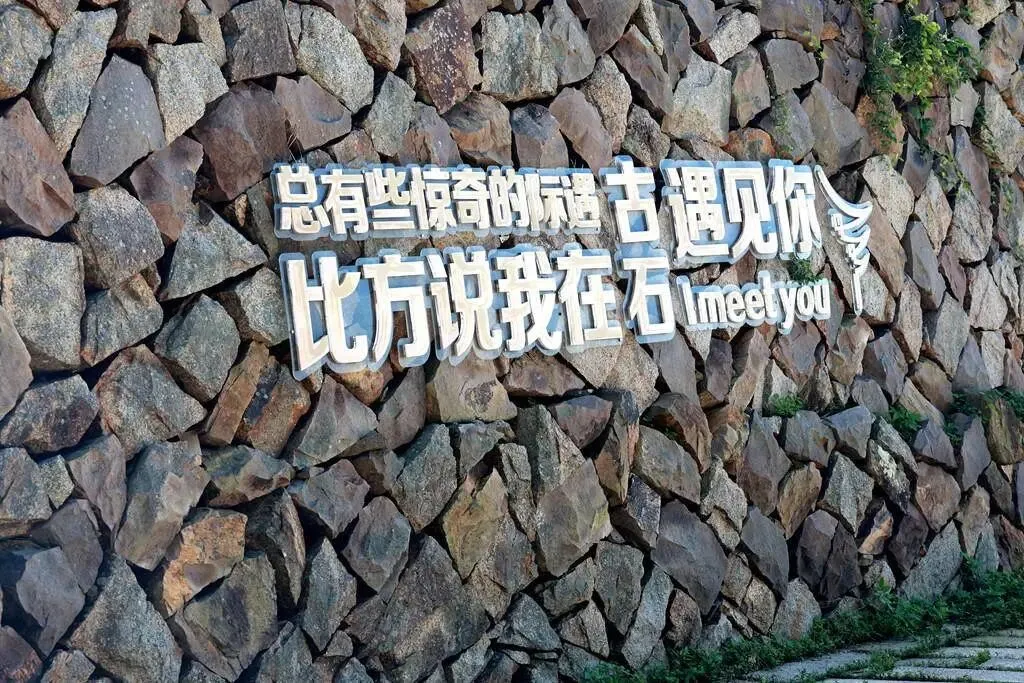 总有些惊奇的际遇
比方说我在
古石
遇见你
I meet you